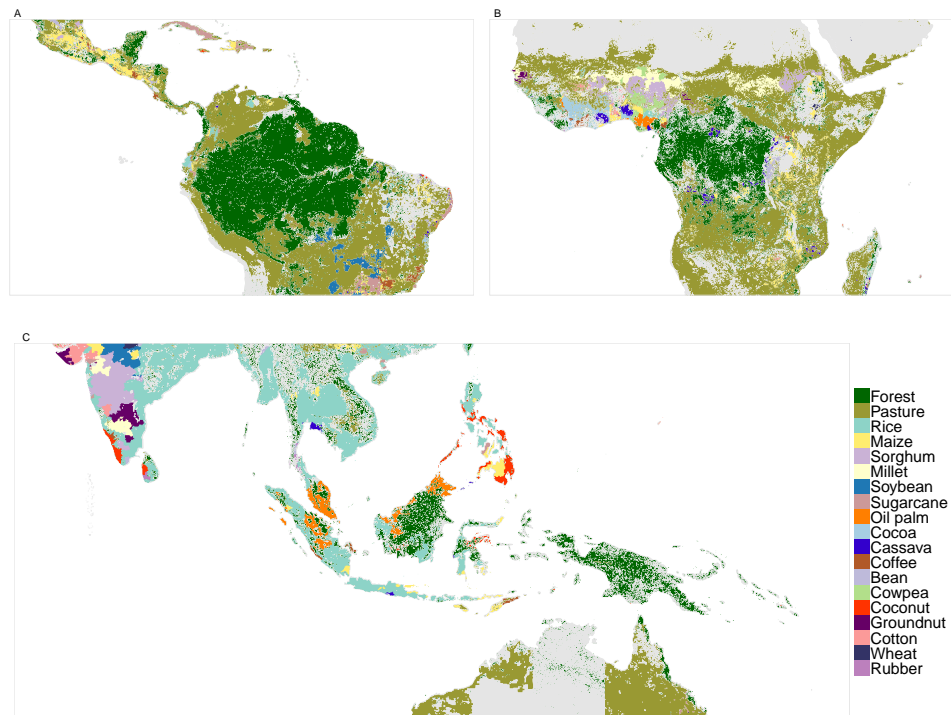 A
B
C
Forest
Pasture
Rice
Maize
Sorghum
Millet
Soybean
Sugarcane
Oil palm
Cocoa
Cassava
Coffee
Bean
Cowpea
Coconut
Groundnut
Cotton
Wheat
Rubber